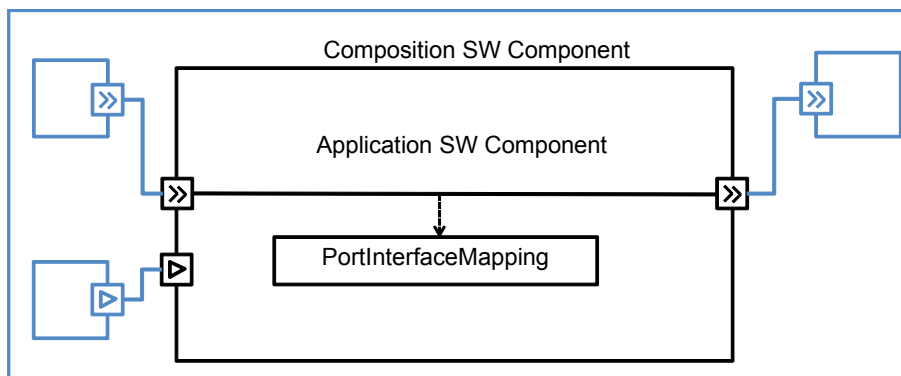 Composition SW Component
Application SW Component
PortInterfaceMapping